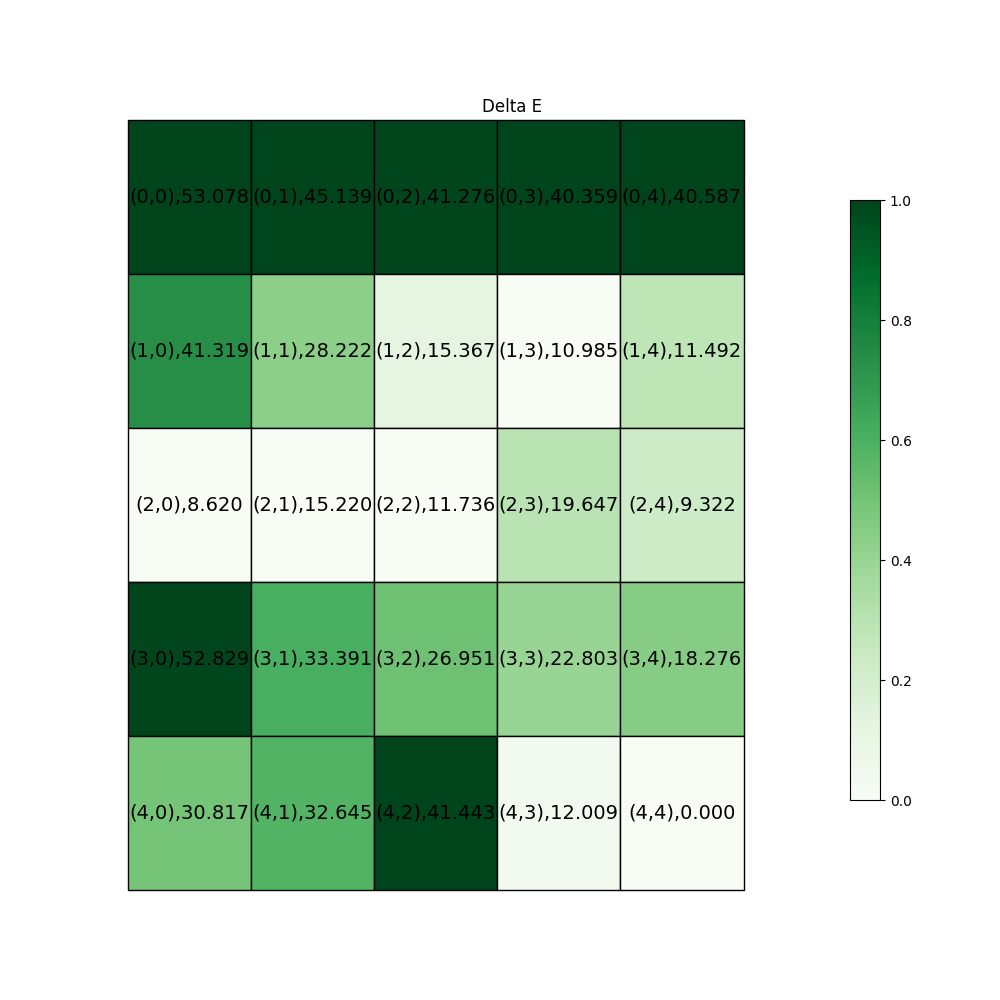 Delta E
(0,0),53.078 (0,1),45.139 (0,2),41.276 (0,3),40.359 (0,4),40.587
(1,0),41.319 (1,1),28.222 (1,2),15.367 (1,3),10.985 (1,4),11.492
(2,0),8.620 (2,1),15.220 (2,2),11.736 (2,3),19.647 (2,4),9.322
(3,0),52.829 (3,1),33.391 (3,2),26.951 (3,3),22.803 (3,4),18.276
(4,0),30.817 (4,1),32.645 (4,2),41.443 (4,3),12.009 (4,4),0.000
1.0
0.8
0.6
0.4
0.2
0.0